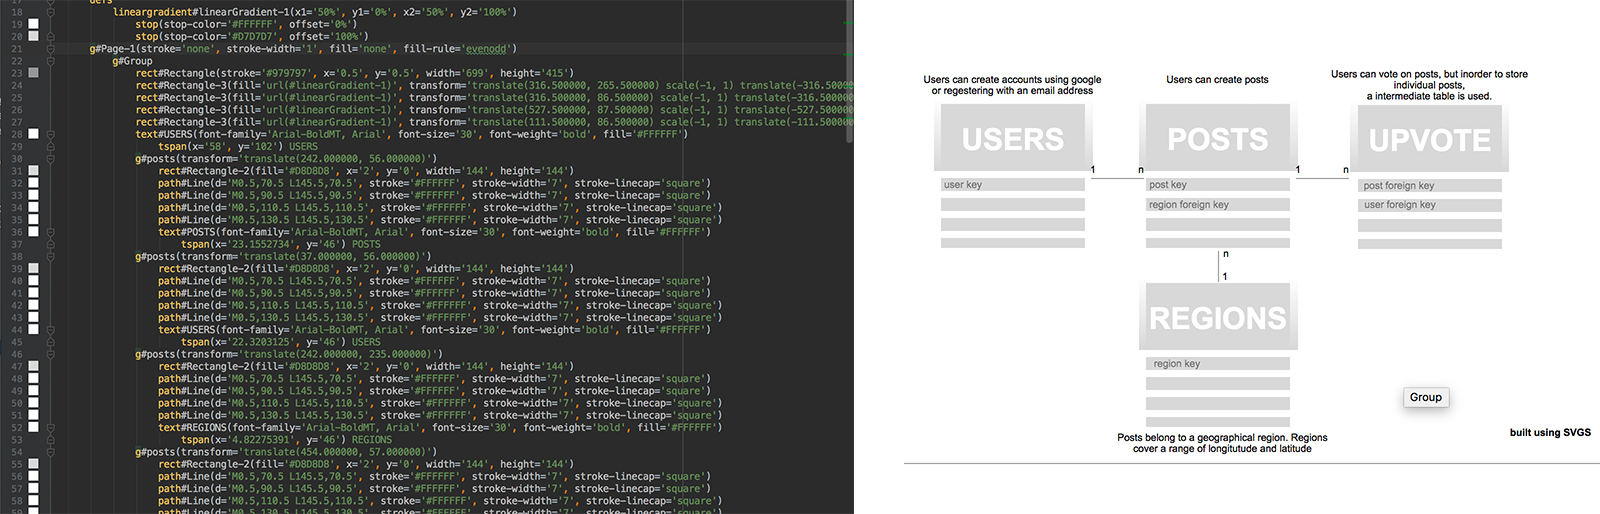 17 defs
18 lineargradient#linearGradient-1(x1='50%', y1='0%', x2='50%', y2='100%')
19 stop(stop-color='#FFFFFF', offset='0%')
20 stop(stop-color='#D7D7D7', offset='100%')
21 g#Page-1(stroke='none', stroke-width='1', fill='none', fill-rule='evenodd')
22 g#Group
23 rect#Rectangle(stroke='#979797', x='0.5', y='0.5', width='699', height='415')
24 rect#Rectangle-3(fill='url(#linearGradient-1)', transform='translate(316.500000, 265.500000) scale(-1, 1) translate(-316.50000
25 rect#Rectangle-3(fill='url(#linearGradient-1)', transform='translate(316.500000, 86.500000) scale(-1, 1) translate(-316.500000
26 rect#Rectangle-3(fill='url(#linearGradient-1)', transform='translate(527.500000, 87.500000) scale(-1, 1) translate(-527.500000
27 rect#Rectangle-3(fill='url(#linearGradient-1)', transform='translate(111.500000, 86.500000) scale(-1, 1) translate(-111.500000
28 text#USERS(font-family='Arial-BoldMT, Arial', font-size='30', font-weight='bold', fill='#FFFFFF')
29 tspan(x='58', y='102') USERS
30 g#posts(transform='translate(242.000000, 56.000000)')
31 rect#Rectangle-2(fill='#D8D8D8', x='2', y='0', width='144', height='144')
32 path#Line(d='M0.5,70.5 L145.5,70.5', stroke='#FFFFFF', stroke-width='7', stroke-linecap='square')
33 path#Line(d='M0.5,90.5 L145.5,90.5', stroke='#FFFFFF', stroke-width='7', stroke-linecap='square')
34 path#Line(d='M0.5,110.5 L145.5,110.5', stroke='#FFFFFF', stroke-width='7', stroke-linecap='square')
35 path#Line(d='M0.5,130.5 L145.5,130.5', stroke='#FFFFFF', stroke-width='7', stroke-linecap='square')
36 text#POSTS(font-family='Arial-BoldMT, Arial', font-size='30', font-weight='bold', fill='#FFFFFF')
37 tspan(x='23.1552734', y='46') POSTS
38 g#posts(transform='translate(37.000000, 56.000000)')
39 rect#Rectangle-2(fill='#D8D8D8', x='2', y='0', width='144', height='144')
40 path#Line(d='M0.5,70.5 L145.5,70.5', stroke='#FFFFFF', stroke-width='7', stroke-linecap='square')
41 path#Line(d='M0.5,90.5 L145.5,90.5', stroke='#FFFFFF', stroke-width='7', stroke-linecap='square')
42 path#Line(d='M0.5,110.5 L145.5,110.5', stroke='#FFFFFF', stroke-width='7', stroke-linecap='square')
43 path#Line(d='M0.5,130.5 L145.5,130.5', stroke='#FFFFFF', stroke-width='7', stroke-linecap='square')
44 text#USERS(font-family='Arial-BoldMT, Arial', font-size='30', font-weight='bold', fill='#FFFFFF')
45 tspan(x='22.3203125', y='46') USERS
46 g#posts(transform='translate(242.000000, 235.000000)')
47 rect#Rectangle-2(fill='#D8D8D8', x='2', y='0', width='144', height='144')
48 path#Line(d='M0.5,70.5 L145.5,70.5', stroke='#FFFFFF', stroke-width='7', stroke-linecap='square')
49 path#Line(d='M0.5,90.5 L145.5,90.5', stroke='#FFFFFF', stroke-width='7', stroke-linecap='square')
50 path#Line(d='M0.5,110.5 L145.5,110.5', stroke='#FFFFFF', stroke-width='7', stroke-linecap='square')
51 path#Line(d='M0.5,130.5 L145.5,130.5', stroke='#FFFFFF', stroke-width='7', stroke-linecap='square')
52 text#REGIONS(font-family='Arial-BoldMT, Arial', font-size='30', font-weight='bold', fill='#FFFFFF')
53 tspan(x='4.82275391', y='46') REGIONS
54 g#posts(transform='translate(454.000000, 57.000000)')
55 rect#Rectangle-2(fill='#D8D8D8', x='2', y='0', width='144', height='144')
56 path#Line(d='M0.5,70.5 L145.5,70.5', stroke='#FFFFFF', stroke-width='7', stroke-linecap='square')
57 path#Line(d='M0.5,90.5 L145.5,90.5', stroke='#FFFFFF', stroke-width='7', stroke-linecap='square')
58 path#Line(d='M0.5,110.5 L145.5,110.5', stroke='#FFFFFF', stroke-width='7', stroke-linecap='square')
59 path#Line(d='M0.5,130.5 L145.5,130.5', stroke='#FFFFFF', stroke-width='7', stroke-linecap='square')
Users can create accounts using google
or regestering with an email address
USERS
user key
1 n
Users can create posts
POSTS
post key
region foreign key
1 n
Users can vote on posts, but inorder to store
individual posts,
a intermediate table is used.
UPVOTE
post foreign key
user foreign key
n
1
REGIONS
region key
Posts belong to a geographical region. Regions
cover a range of longitutude and latitude
Group
built using SVGS